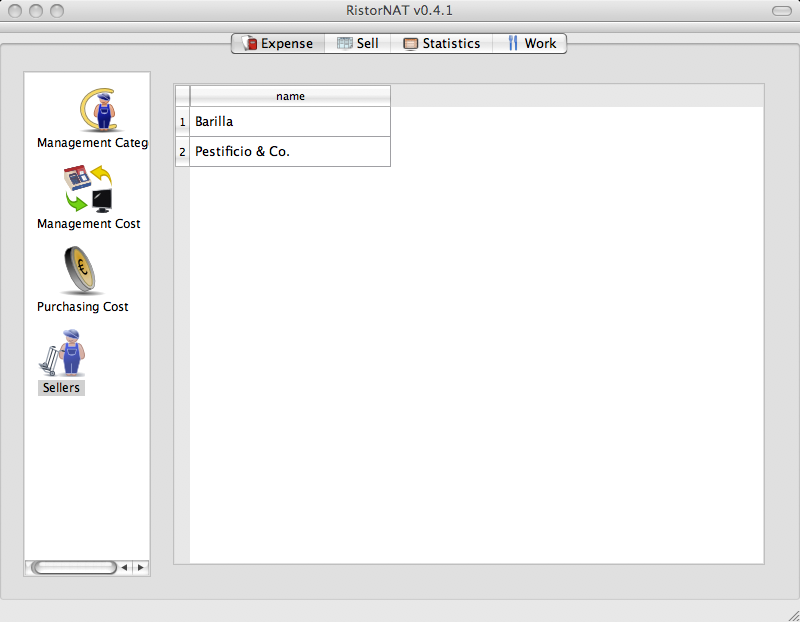 RistorNAT v0.4.1
Expense Sell Statistics Work
Management Categ
Management Cost
Purchasing Cost
Sellers
name
1 Barilla
2 Pestificio & Co.